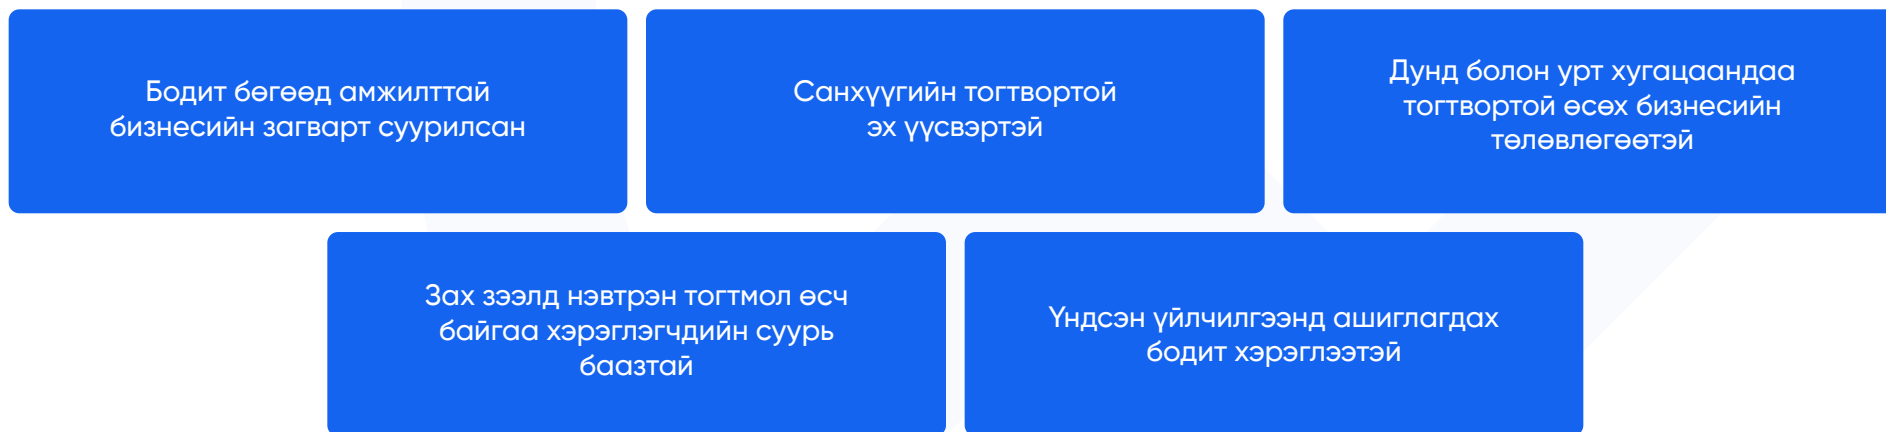 Бодит бөгөөд амжилттай
бизнесийн загварт суурилсан
Санхүүгийн тогтвортой
эх үүсвэртэй
Дунд болон урт хугацаандаа
тогтвортой өсөх бизнесийн
төлөвлөгөөтэй
Зах зээлд нэвтрэн тогтмол өсч
байгаа хэрэглэгчдийн суурь
баазтай
Үндсэн үйлчилгээнд ашиглагдах
бодит хэрэглээтэй